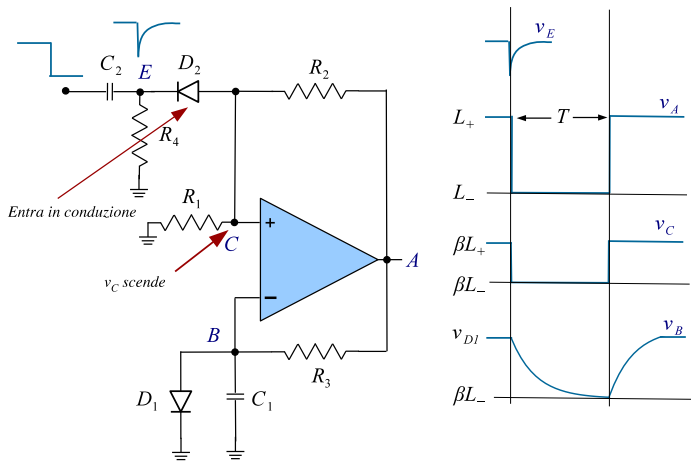 C2
E
D2
R2
R4
Entra in conduzione
R1
C
vC scende
+
−
A
B
R3
D1
C1
vE
L+
T
vA
L−
βL+
vC
βL−
vD1
vB
βL−